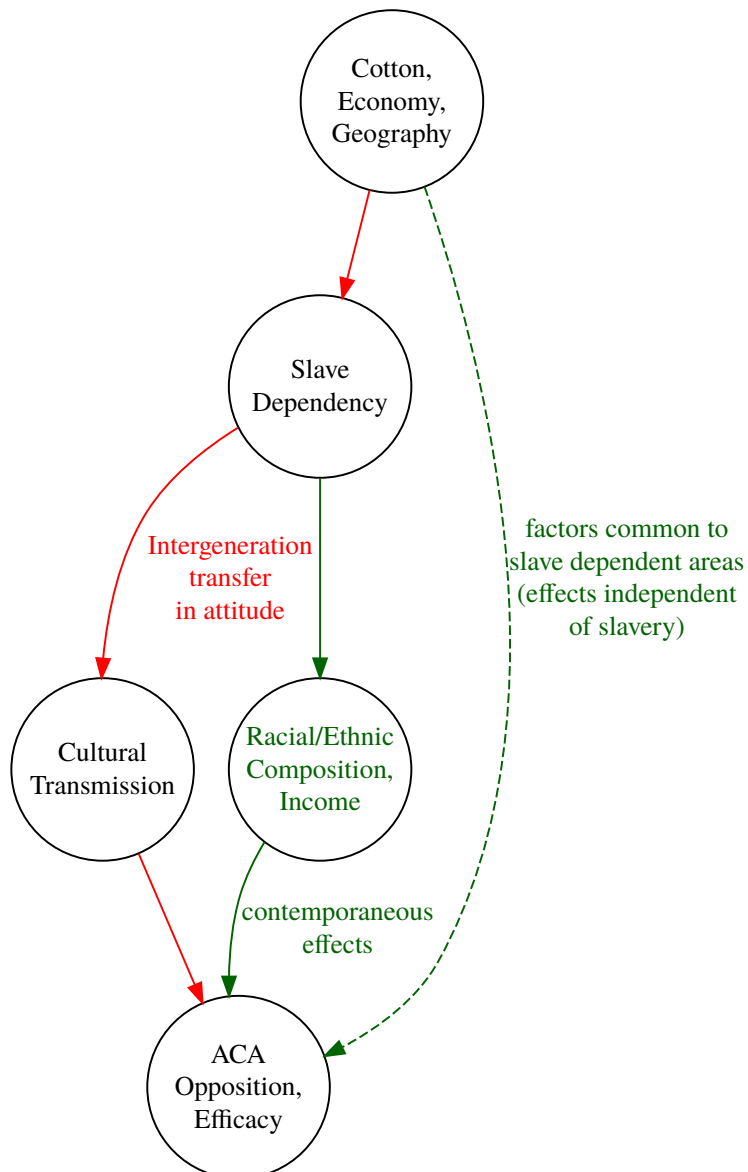 Cotton,
Economy,
Geography
Slave
Dependency
Intergeneration
transfer
in attitude
factors common to
slave dependent areas
(effects independent
of slavery)
Cultural
Transmission
Racial/Ethnic
Composition,
Income
contemporaneous
effects
ACA
Opposition,
Efficacy